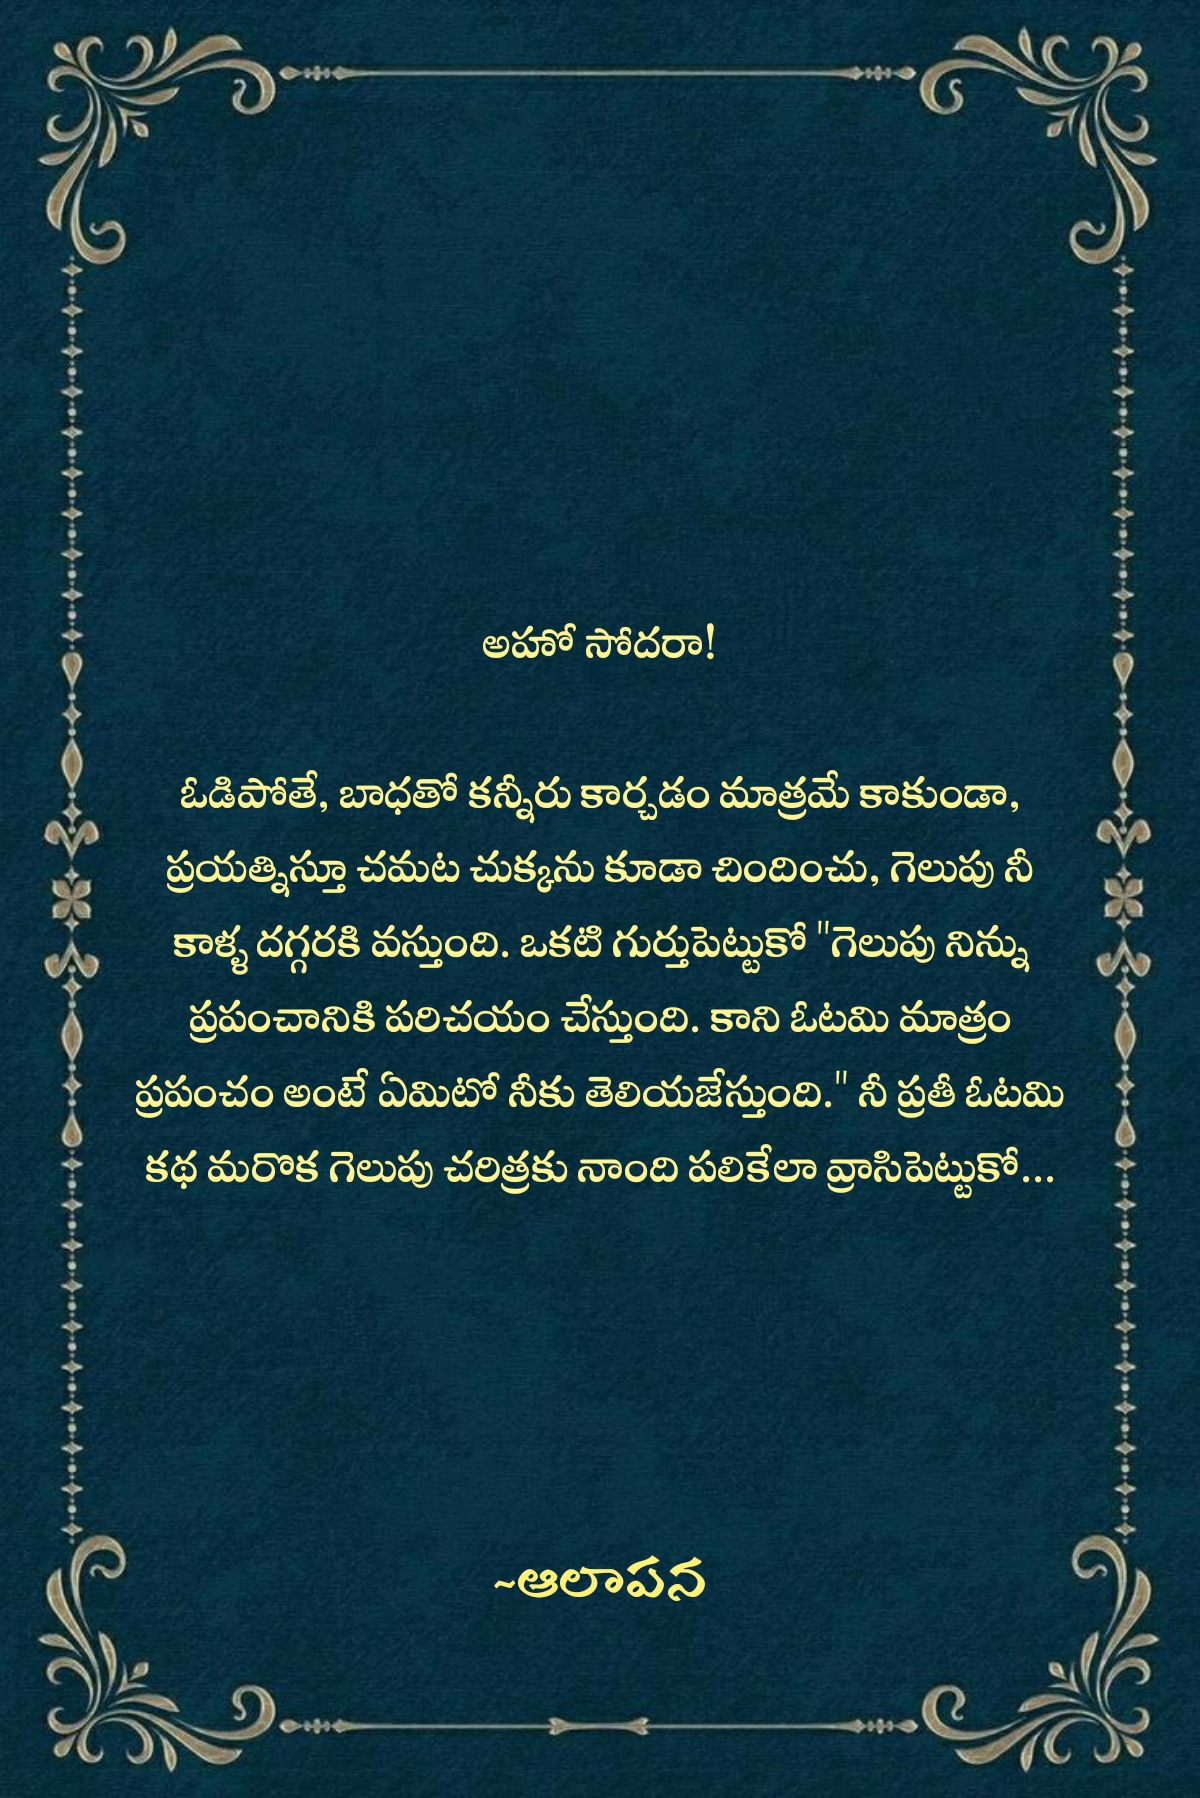 అహో సోదరా!
ఓడిపోతే, బాధతో కన్నీరు కార్చడం మాత్రమే కాకుండా,
ప్రయత్నిస్తూ చమట చుక్కను కూడా చిందించు, గెలుపు నీ
కాళ్ళ దగ్గరకి వస్తుంది. ఒకటి గుర్తుపెట్టుకో "గెలుపు నిన్ను
ప్రపంచానికి పరిచయం చేస్తుంది. కాని ఓటమి మాత్రం
ప్రపంచం అంటే ఏమిటో నీకు తెలియజేస్తుంది." నీ ప్రతీ ఓటమి
కథ మరొక గెలుపు చరిత్రకు నాంది పలికేలా వ్రాసిపెట్టుకో...
~ఆలాపన